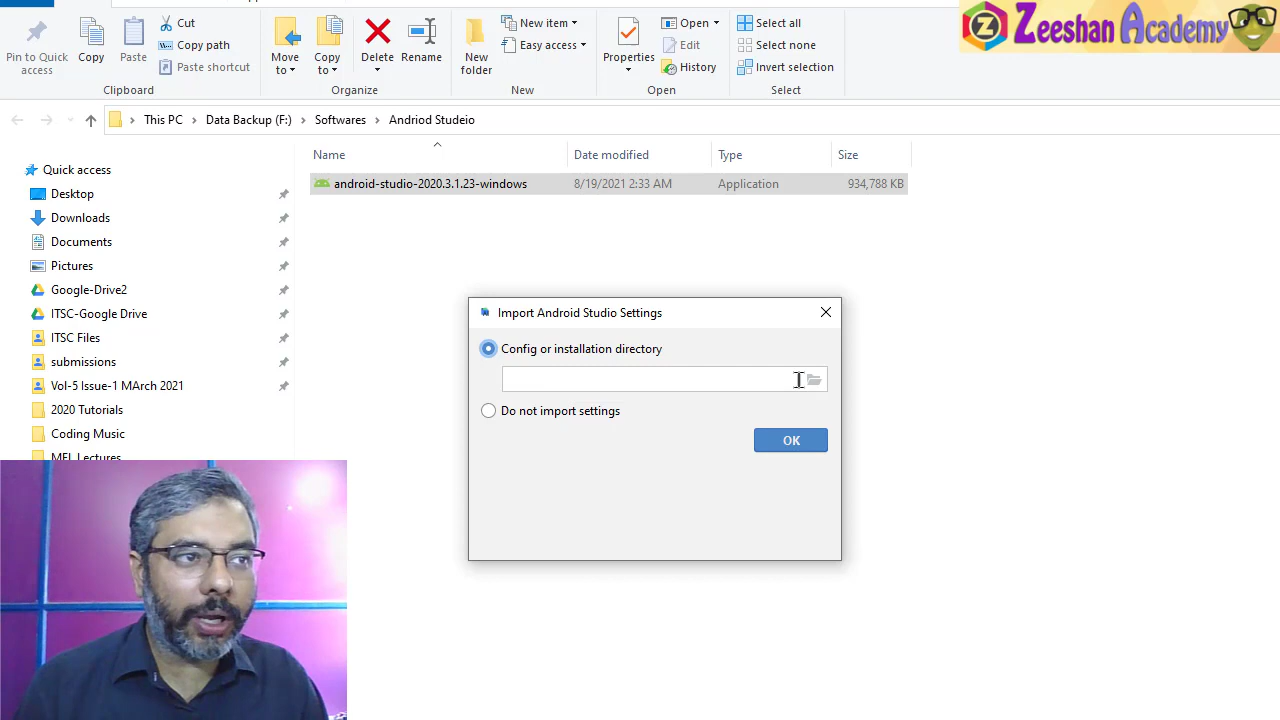 Zeeshan Academy
Pin to Quick access
Copy
Paste
Cut
Copy path
Paste shortcut
Clipboard
Move to
Copy to
Delete
Rename
Organize
New folder
New item
Easy access
New
Properties
Open
Edit
History
Open
Select all
Select none
Invert selection
Select
This PC > Data Backup (F:) > Softwares > Andriod Studeio
Name Date modified Type Size
android-studio-2020.3.1.23-windows 8/19/2021 2:33 AM Application 934,788 KB
Quick access
Desktop
Downloads
Documents
Pictures
Google-Drive2
ITSC-Google Drive
ITSC Files
submissions
Vol-5 Issue-1 MArch 2021
2020 Tutorials
Coding Music
Import Android Studio Settings
Config or installation directory
Do not import settings
OK